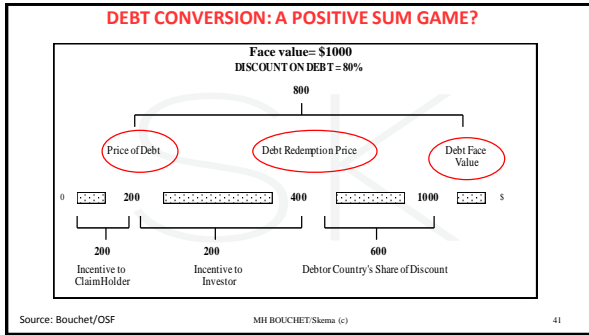 DEBT CONVERSION: A POSITIVE SUM GAME?
Face value= $1000
DISCOUNT ON DEBT = 80%
800
Price of Debt
Debt Redemption Price
Debt Face
Value
0
200
400
1000
$
200
200
600
Incentive to
ClaimHolder
Incentive to
Investor
Debtor Country's Share of Discount
Source: Bouchet/OSF
MH BOUCHET/Skema (c)
41
SK